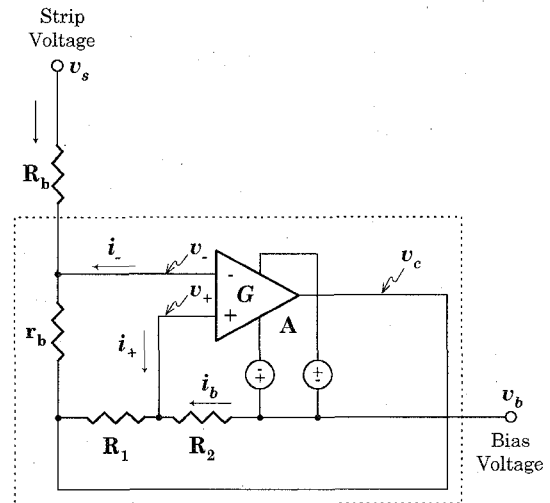 Strip
Voltage
v_s
R_b
i_-
v_-
v_c
- 
G
v_+
+
A
r_b
i_+
i_b
-
+
+
-
v_b
R_1
R_2
Bias
Voltage